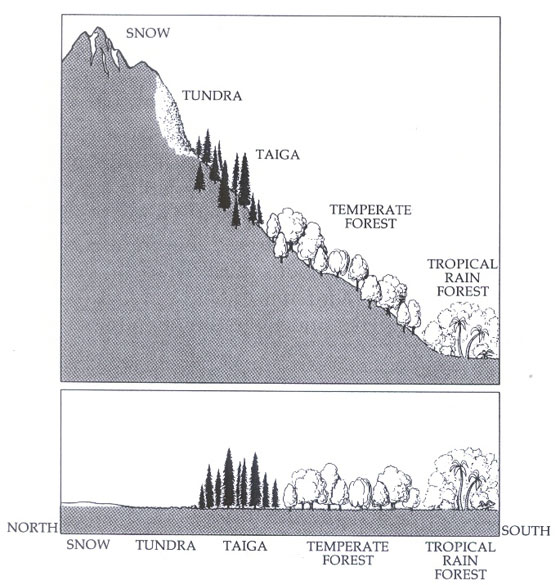 SNOW
TUNDRA
TAIGA
TEMPERATE
FOREST
TROPICAL
RAIN
FOREST
NORTH
SOUTH
SNOW
TUNDRA
TAIGA
TEMPERATE
FOREST
TROPICAL
RAIN
FOREST